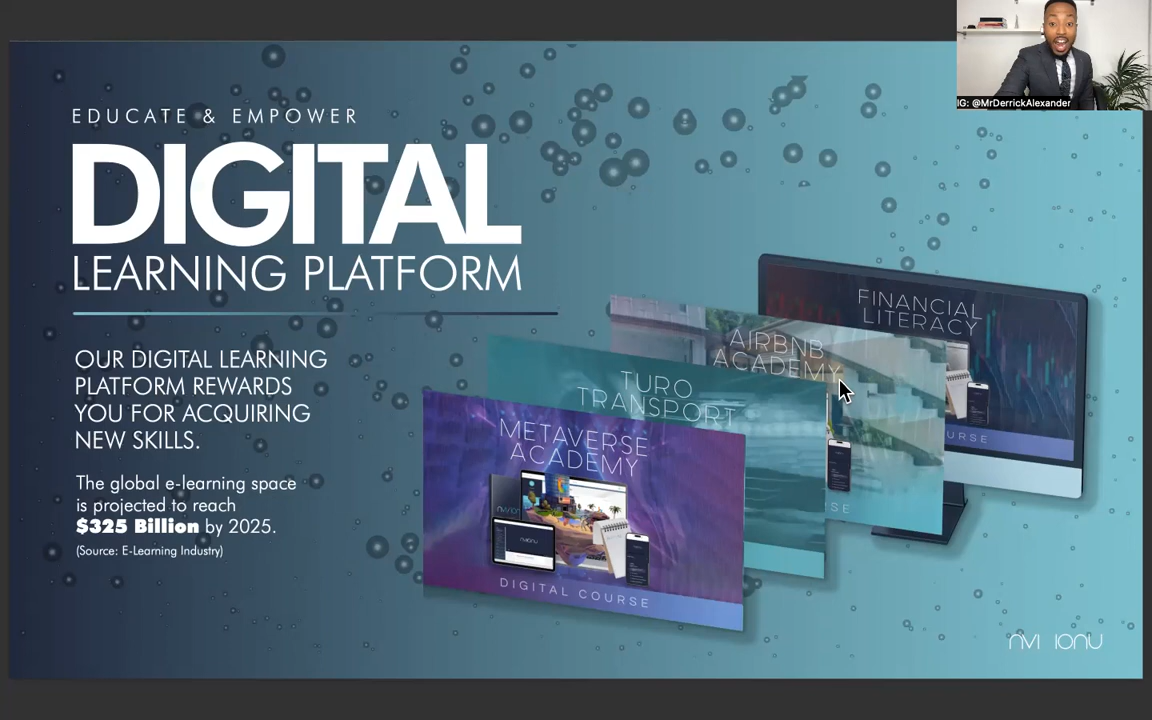 IG: @MrDerrickAlexander
EDUCATE & EMPOWER
DIGITAL
LEARNING PLATFORM
OUR DIGITAL LEARNING
PLATFORM REWARDS
YOU FOR ACQUIRING
NEW SKILLS.
The global e-learning space
is projected to reach
$325 Billion by 2025.
(Source: E-Learning Industry)
FINANCIAL
LITERACY
AIRBNB
ACADEMY
TURO
TRANSPORT
METAVERSE
ACADEMY
DIGITAL COURSE